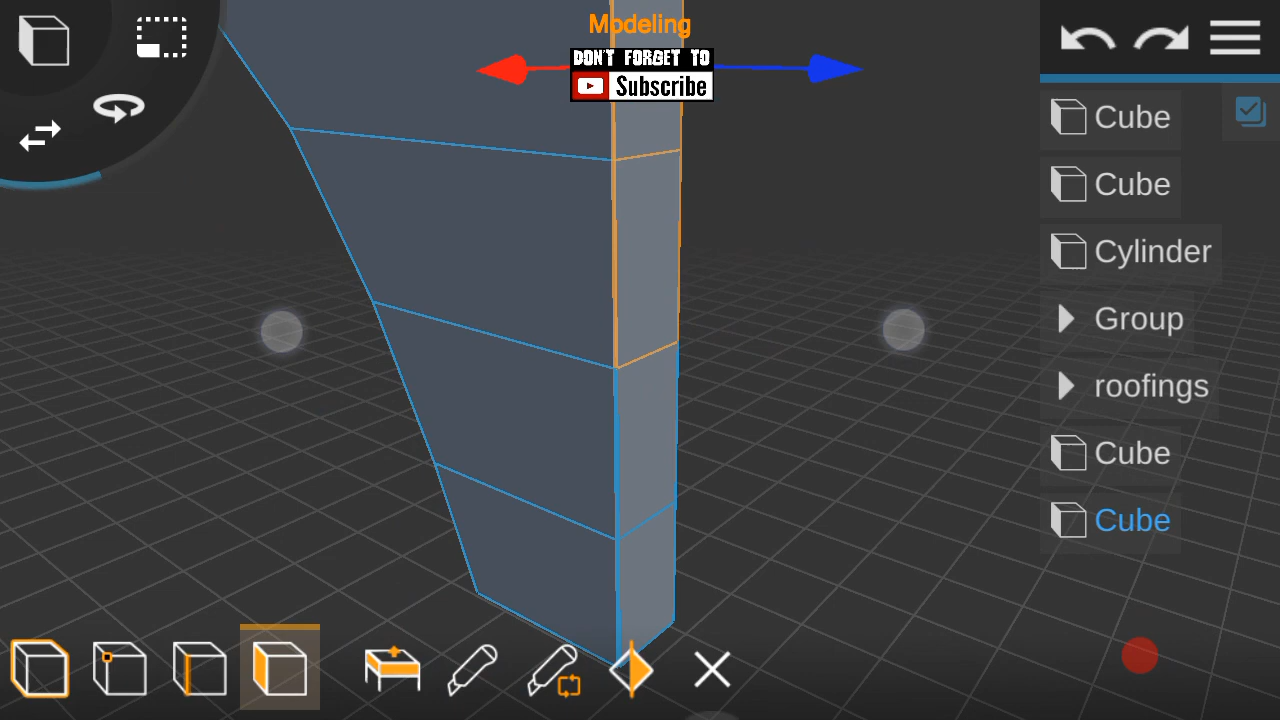 Modeling
DON'T FORGET TO
Subscribe
Cube
Cube
Cylinder
Group
roofings
Cube
Cube